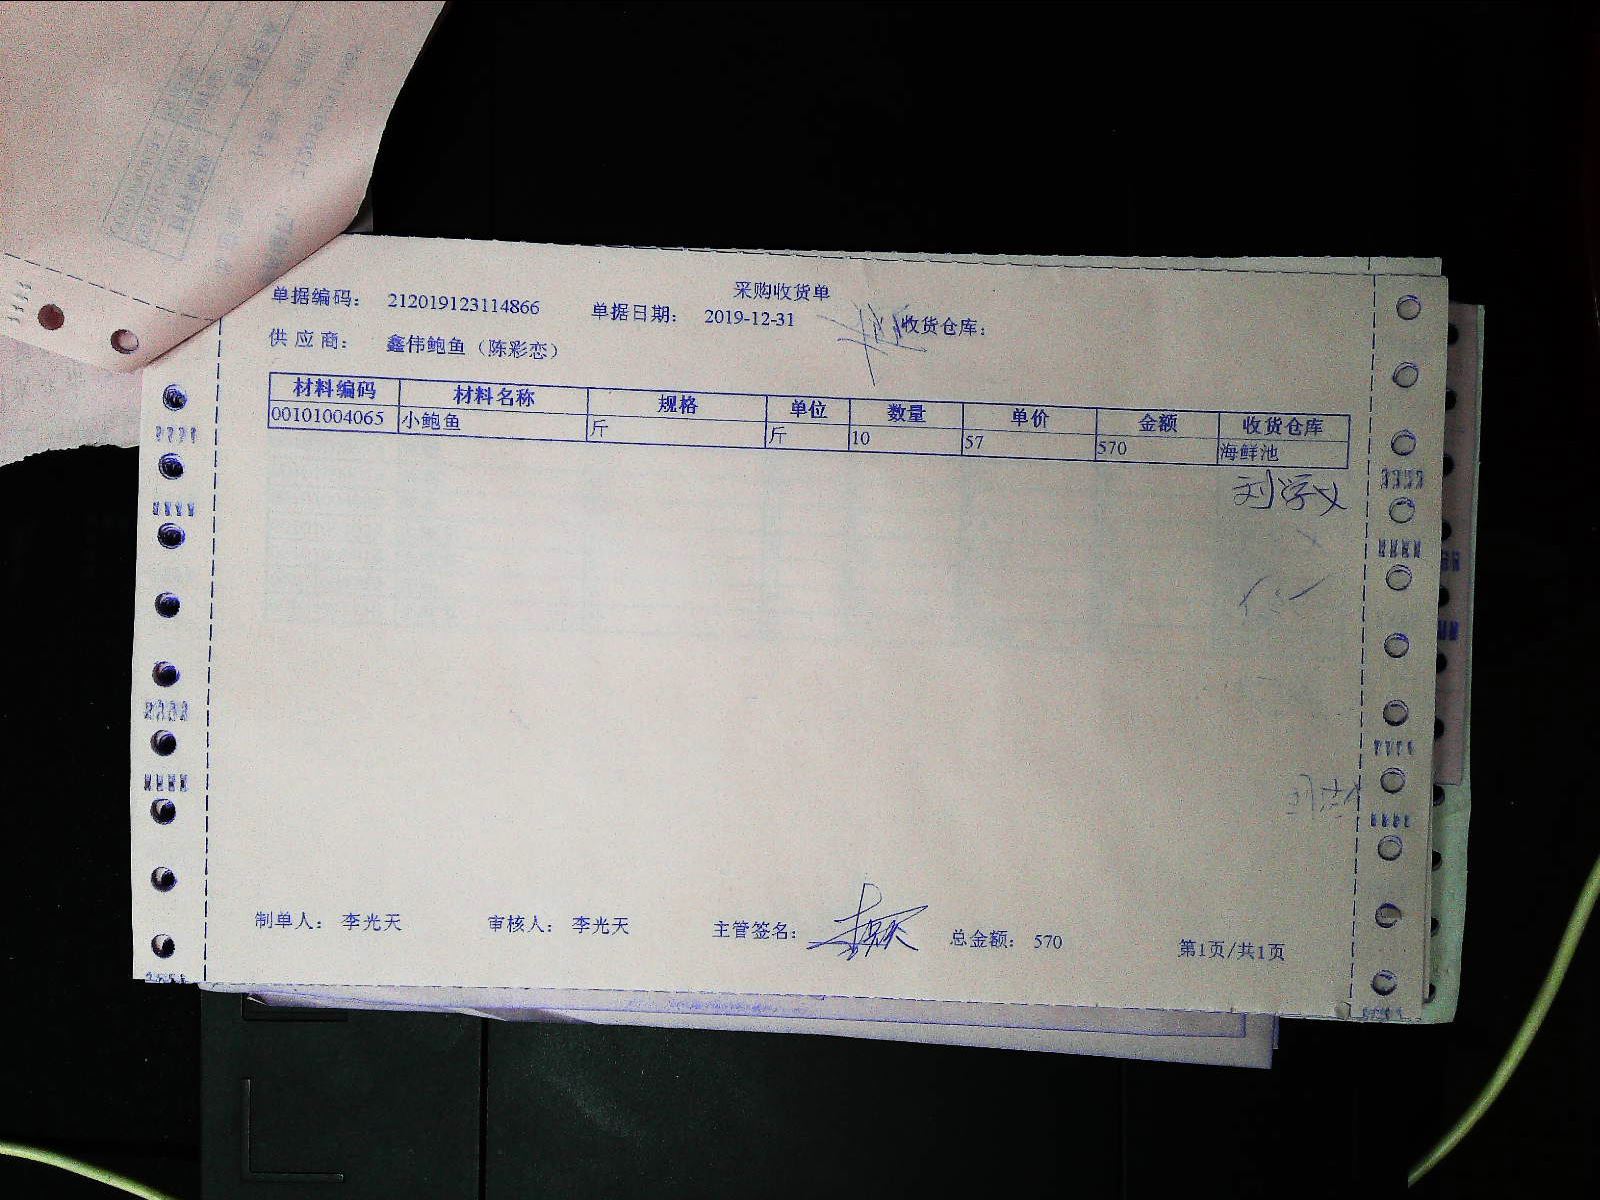 采购收货单
单据编码： 212019123114866 单据日期： 2019-12-31 收货仓库：
供应商： 鑫伟鲍鱼（陈彩恋）
材料编码 材料名称 规格 单位 数量 单价 金额 收货仓库
00101004065 小鲍鱼 斤 斤 10 57 570 海鲜池
刘学义
制单人： 李光天 审核人： 李光天 主管签名： 总金额： 570 第1页/共1页